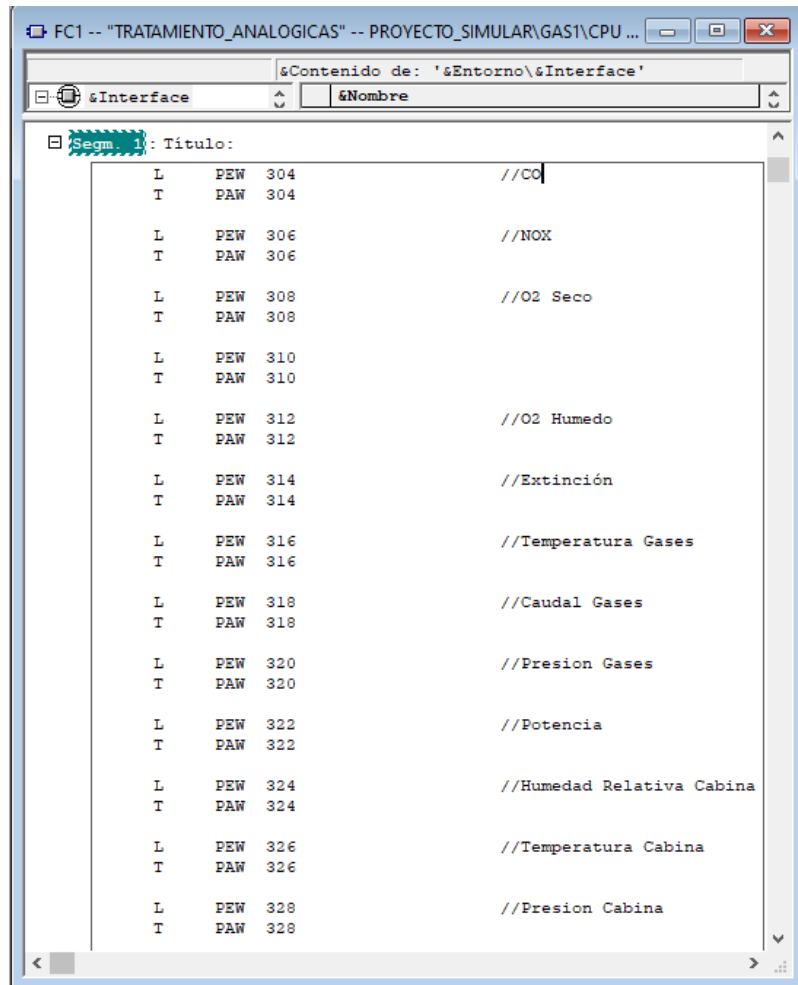 FC1 -- "TRATAMIENTO_ANALOGICAS" -- PROYECTO_SIMULAR\GAS1\CPU ...
&Contenido de: '&Entorno\&Interface'
&Interface &Nombre
Segm. 1: Título:
L PEW 304 //CO
T PAW 304
L PEW 306 //NOX
T PAW 306
L PEW 308 //O2 Seco
T PAW 308
L PEW 310
T PAW 310
L PEW 312 //O2 Humedo
T PAW 312
L PEW 314 //Extinción
T PAW 314
L PEW 316 //Temperatura Gases
T PAW 316
L PEW 318 //Caudal Gases
T PAW 318
L PEW 320 //Presion Gases
T PAW 320
L PEW 322 //Potencia
T PAW 322
L PEW 324 //Humedad Relativa Cabina
T PAW 324
L PEW 326 //Temperatura Cabina
T PAW 326
L PEW 328 //Presion Cabina
T PAW 328